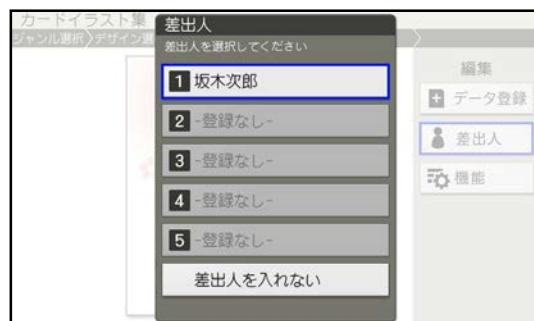 カードイラスト集
ジャンル選択〉デザイン選
差出人
差出人を選択してください
1 坂木次郎
2 -登録なし-
3 -登録なし-
4 -登録なし-
5 -登録なし-
差出人を入れない
編集
データ登録
差出人
機能